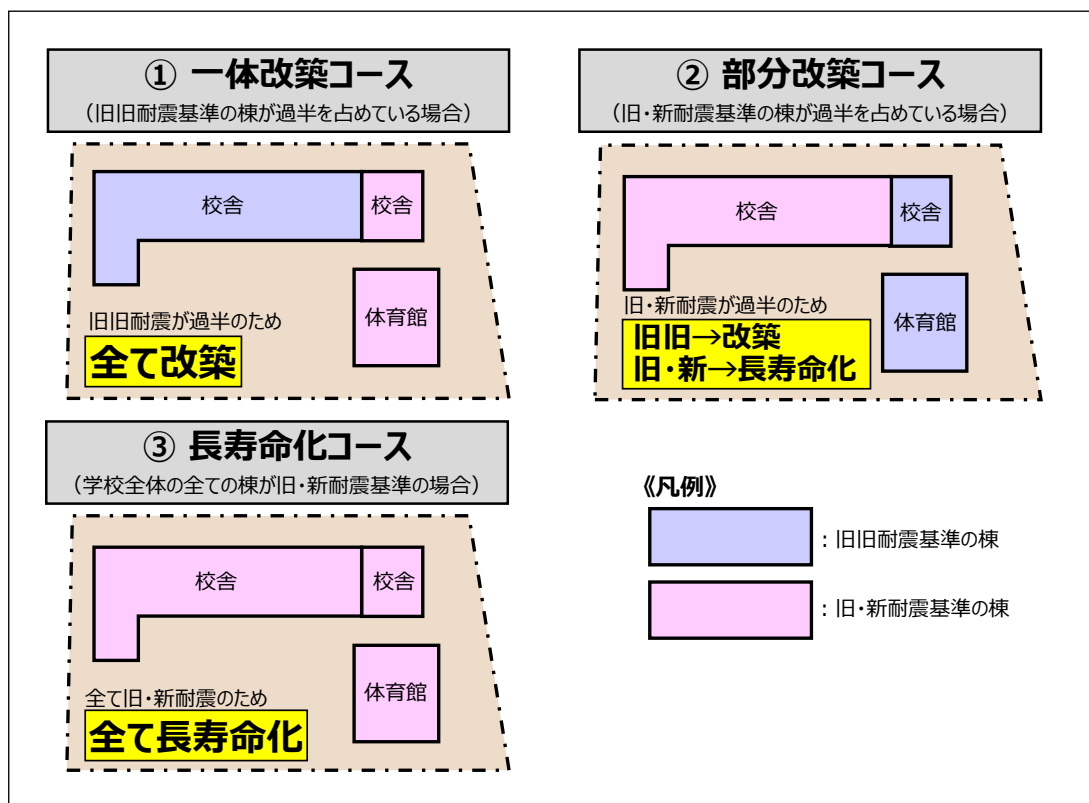 ① 一体改築コース
（旧旧耐震基準の棟が過半を占めている場合）
校舎
校舎
体育館
旧旧耐震が過半のため
全て改築
② 部分改築コース
（旧・新耐震基準の棟が過半を占めている場合）
校舎
校舎
体育館
旧・新耐震が過半のため
旧旧→改築
旧・新→長寿命化
③ 長寿命化コース
（学校全体の全ての棟が旧・新耐震基準の場合）
校舎
校舎
体育館
全て旧・新耐震のため
全て長寿命化
《凡例》
：旧旧耐震基準の棟
：旧・新耐震基準の棟